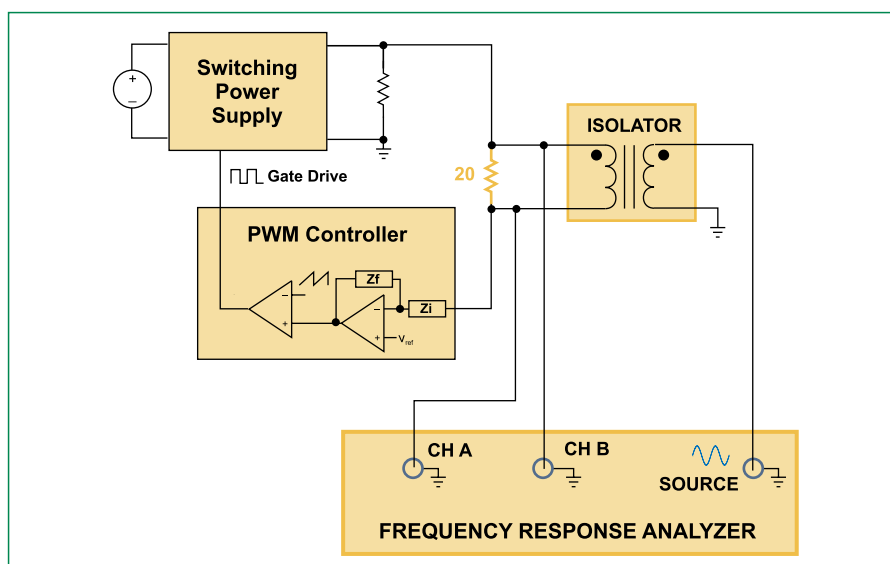 Switching
Power
Supply
+
−
ISOLATOR
20
Gate Drive
PWM Controller
Zf
−
+
−
+
Zi
Vref
CH A
CH B
SOURCE
FREQUENCY RESPONSE ANALYZER